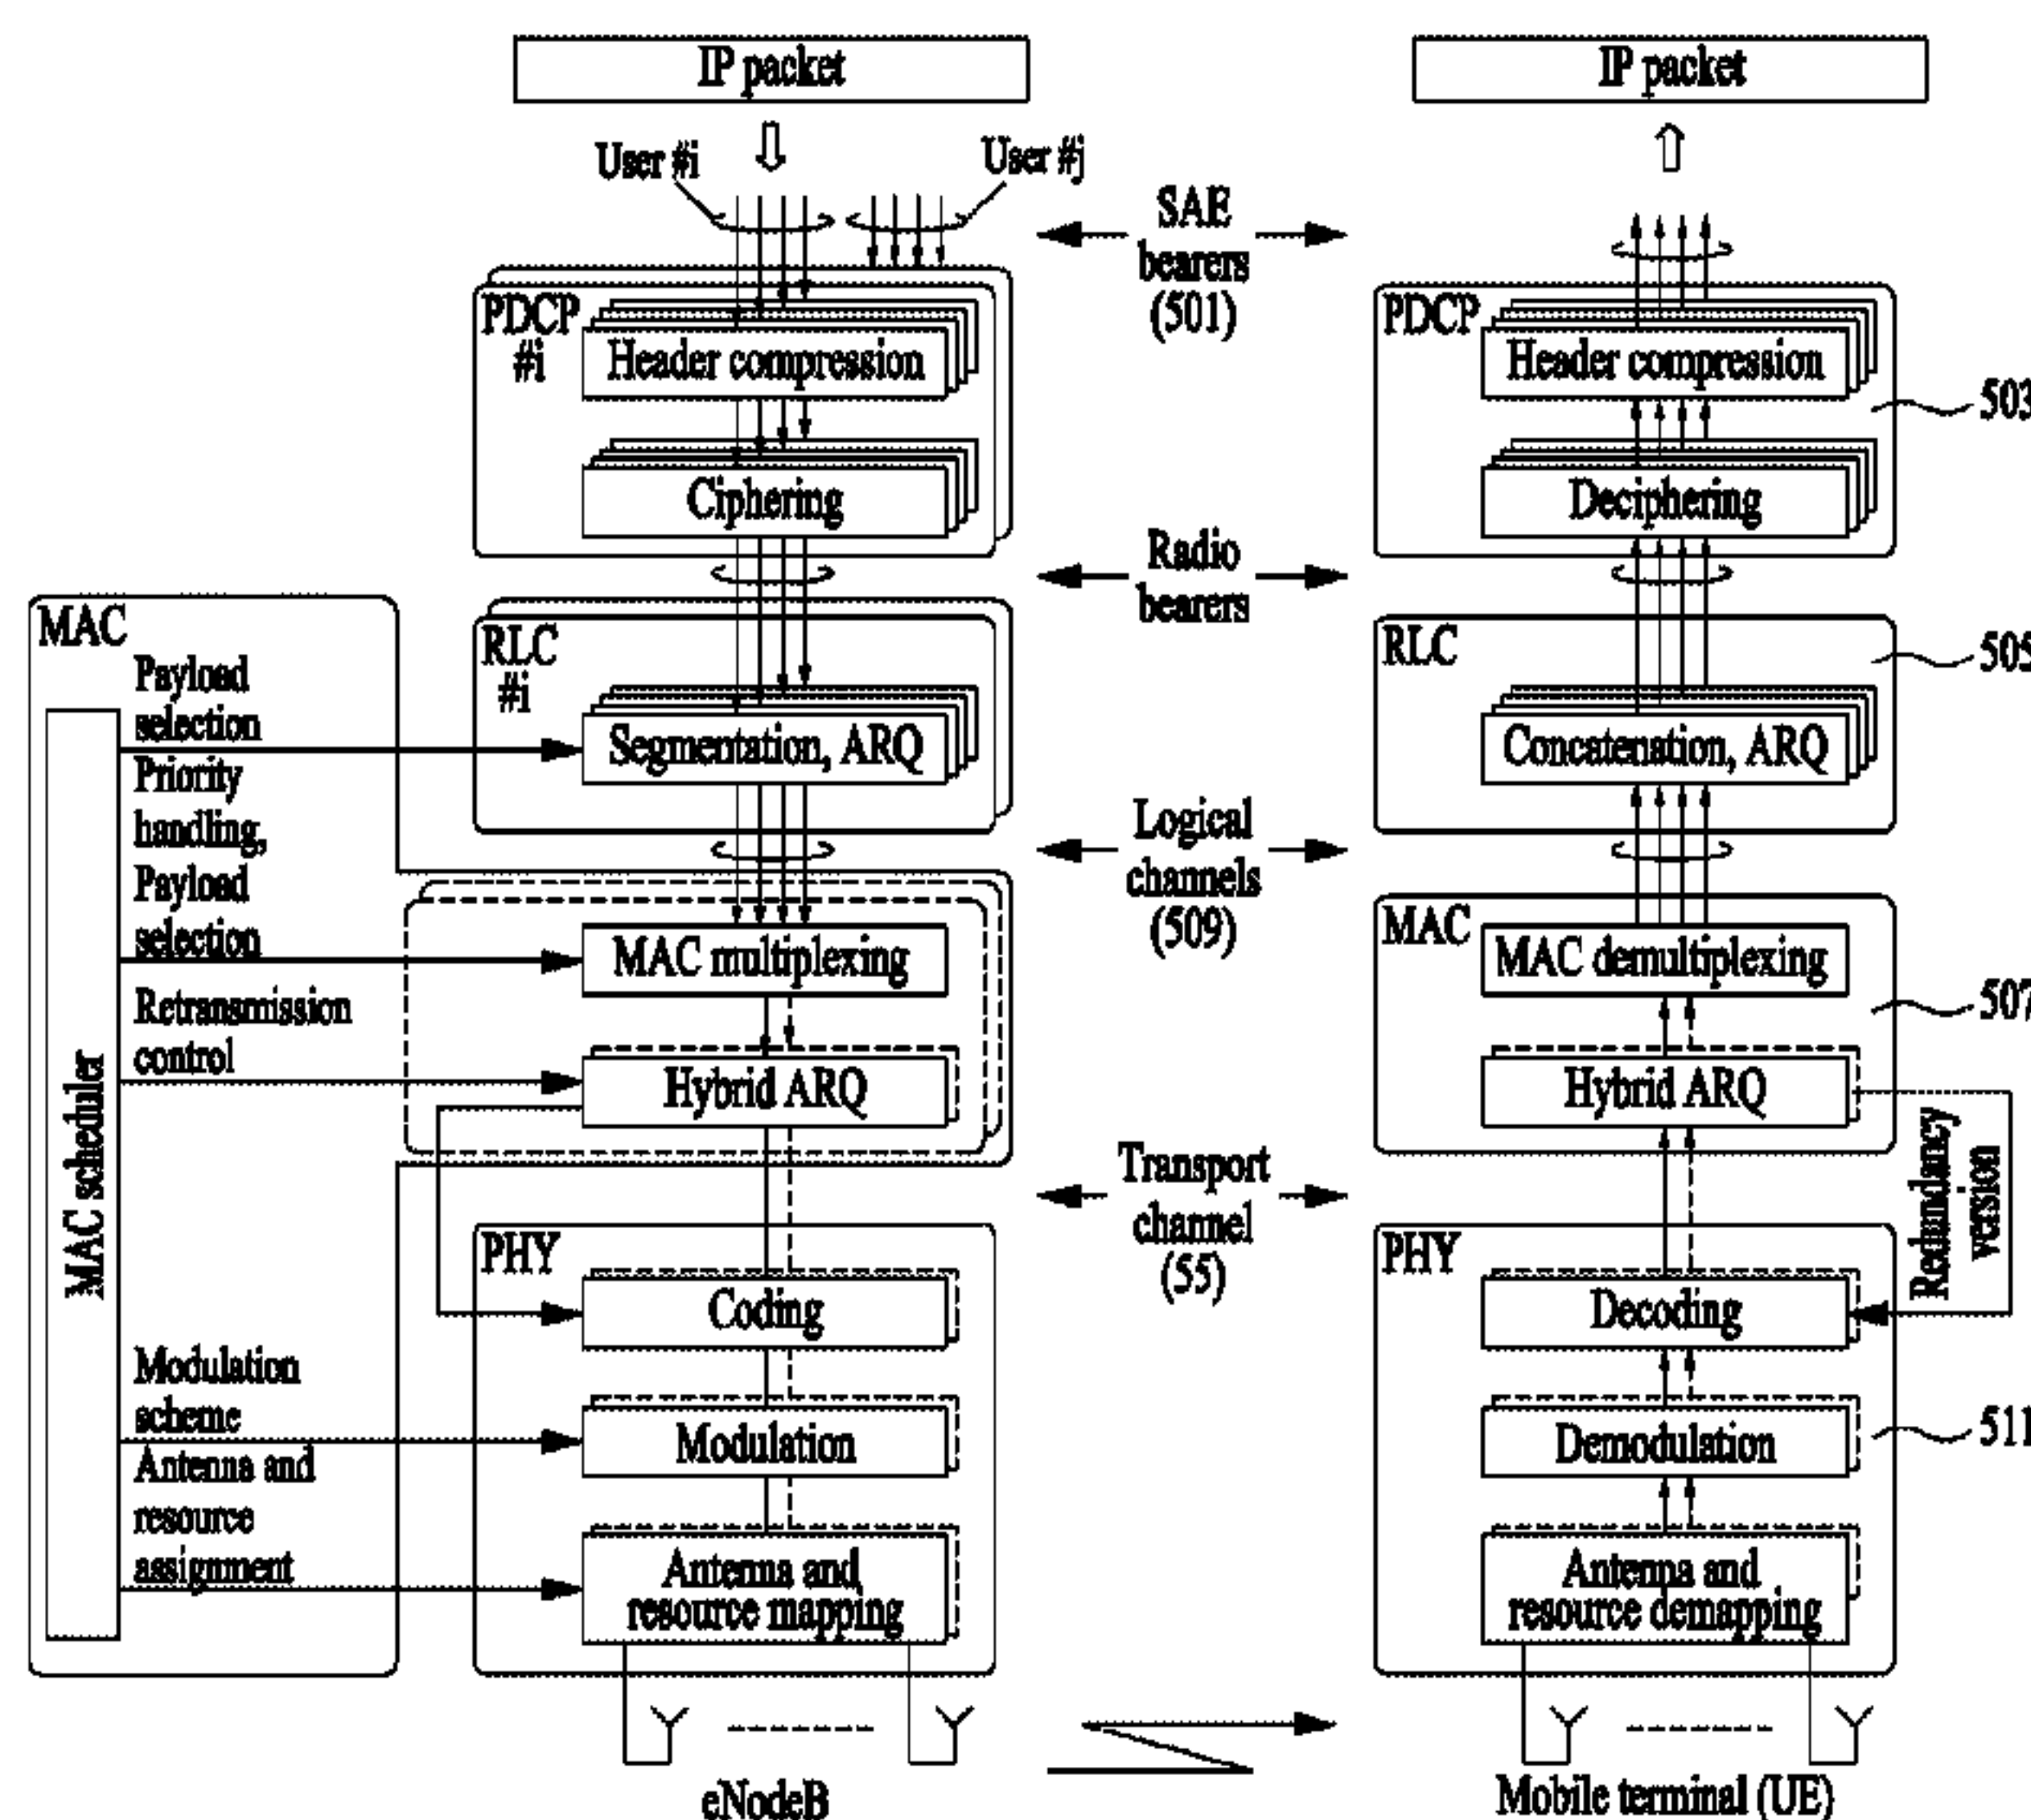 IP packet
User #i
User #j
PDCP
#i
Header compression
Ciphering
RLC
#i
Segmentation, ARQ
MAC
MAC scheduler
Payload
selection
Priority
handling,
Payload
selection
Retransmission
control
Modulation
scheme
Antenna and
resource
assignment
MAC multiplexing
Hybrid ARQ
PHY
Coding
Modulation
Antenna and
resource mapping
eNodeB
SAE
bearers
(501)
Radio
bearers
Logical
channels
(509)
Transport
channel
(55)
IP packet
PDCP
Header compression
Deciphering
503
RLC
Concatenation, ARQ
505
MAC
MAC demultiplexing
Hybrid ARQ
507
Redundancy
version
PHY
Decoding
Demodulation
511
Antenna and
resource demapping
Mobile terminal (UE)